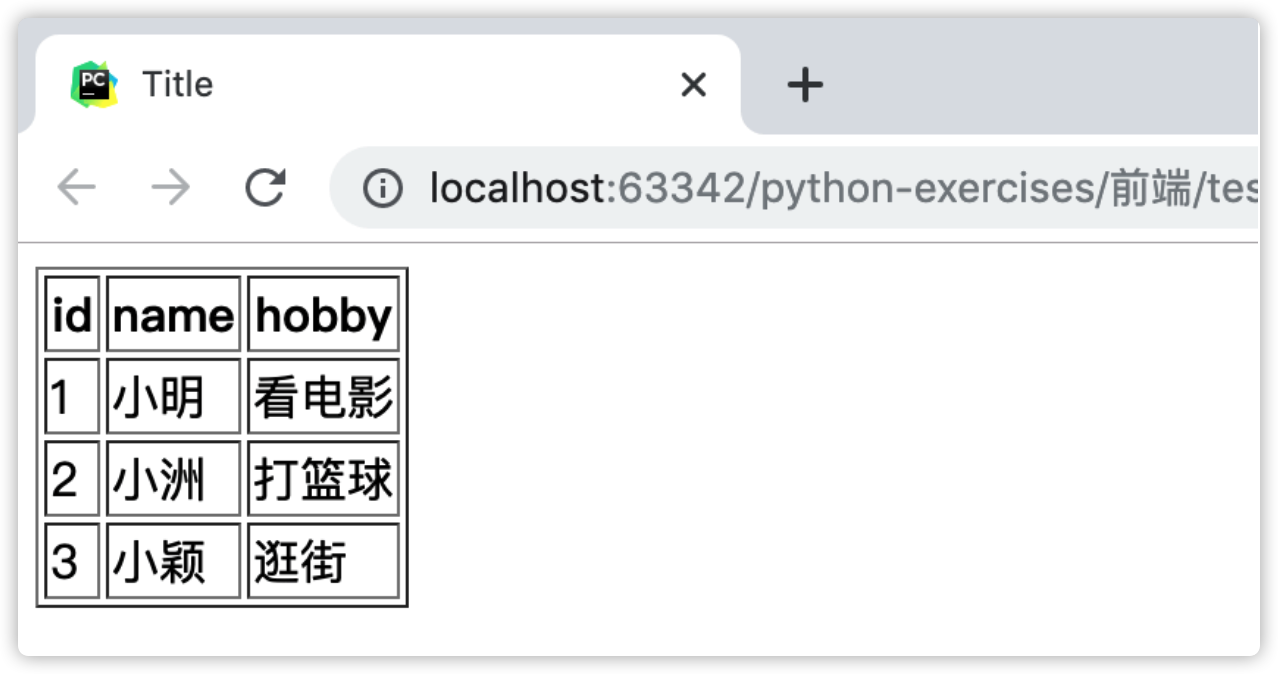 PC
Title
localhost:63342/python-exercises/前端/tes
id name hobby
1 小明 看电影
2 小洲 打篮球
3 小颖 逛街